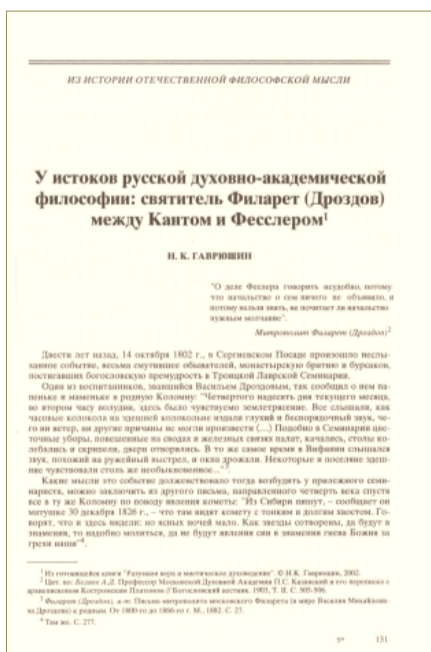 ИЗ ИСТОРИИ ОТЕЧЕСТВЕННОЙ ФИЛОСОФСКОЙ МЫСЛИ
У истоков русской духовно-академической
философии: святитель Филарет (Дроздов)
между Кантом и Фесслером¹
Н. К. ГАВРЮШИН
"О деле Феслера говорить неудобно, потому
что начальство о сем ничего не объявило, и
потому нельзя знать, не почитает ли начальство
нужным молчание".
Митрополит Филарет (Дроздов)²
Двести лет назад, 14 октября 1802 г., в Сергиевском Посаде произошло неслы-
ханное событие, весьма смутившее обывателей, монастырскую братию и бурсаков,
постигавших богословскую премудрость в Троицкой Лаврской Семинарии.
Один из воспитанников, звавшийся Васильем Дроздовым, так сообщил о нем па-
пеньке и маменьке в родную Коломну: "Четвертого надесять дня текущего месяца,
во втором часу полудни, здесь было чувствуемо землетрясение. Все слышали, как
часовые колокола на здешней колокольне издали глухий и беспорядочный звук, че-
го ни ветер, ни другие причины не могли произвести (...) Подобно в Семинарии цве-
точные уборы, повешенные на сводах и железных связях палат, качались, столы ко-
лебались и скрипели, двери отворялись. В то же самое время в Вифании слышался
звук, похожий на ружейный выстрел, и окна дрожали. Некоторые и поселяне здеш-
ние чувствовали столь же необыкновенное..."³.
Какие мысли это событие долженствовало тогда возбудить у прилежного семи-
нариста, можно заключить из другого письма, направленного четверть века спустя
все в ту же Коломну по поводу явления кометы: "Из Сибири пишут, – сообщает он
матушке 30 декабря 1826 г., – что там видят комету с тонким и долгим хвостом. Го-
ворят, что и здесь видели: но ясных ночей мало. Как звезды сотворены, да будут в
знамения, то надобно молиться, да не будут явления сии в знамения гнева Божия за
грехи наши"⁴.
¹ Из готовящейся книги "Разумная вера и мистическое духоведение". © Н.К. Гаврюшин, 2002.
² Цит. по: Беляев А.Д. Профессор Московской Духовной Академии П.С. Казанский и его переписка с
архиепископом Костромским Платоном // Богословский вестник. 1903, Т. II. С. 505-506.
³ Филарет (Дроздов), м-т. Письма митрополита московского Филарета (в мире Василия Михайлови-
ча Дроздова) к родным. От 1800-го до 1866-го г. М., 1882. С. 27.
⁴ Там же. С. 277.
5* 131